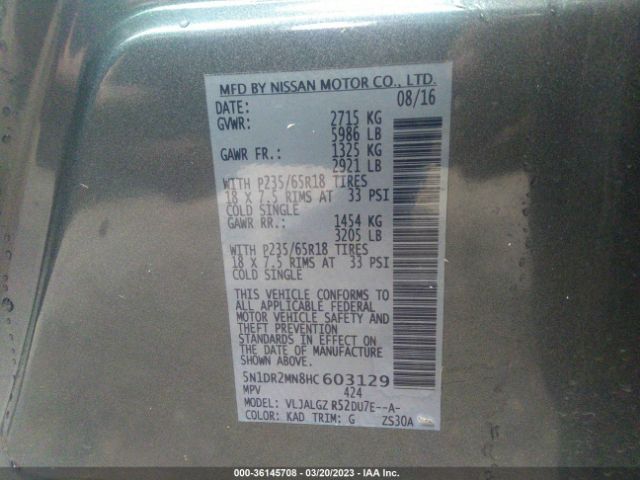 MFD BY NISSAN MOTOR CO., LTD.
DATE: 08/16
GVWR: 2715 KG
5986 LB
GAWR FR.: 1325 KG
2921 LB
WITH P235/65R18 TIRES
18 X 7.5 RIMS AT 33 PSI
COLD SINGLE
GAWR RR.: 1454 KG
3205 LB
WITH P235/65R18 TIRES
18 X 7.5 RIMS AT 33 PSI
COLD SINGLE
THIS VEHICLE CONFORMS TO
ALL APPLICABLE FEDERAL
MOTOR VEHICLE SAFETY AND
THEFT PREVENTION
STANDARDS IN EFFECT ON
THE DATE OF MANUFACTURE
SHOWN ABOVE.
5N1DR2MN8HC 603129
MPV 424
MODEL: VLJALGZ R52DU7E--A-
COLOR: KAD TRIM: G ZS30A
000-36145708 - 03/20/2023 - IAA Inc.